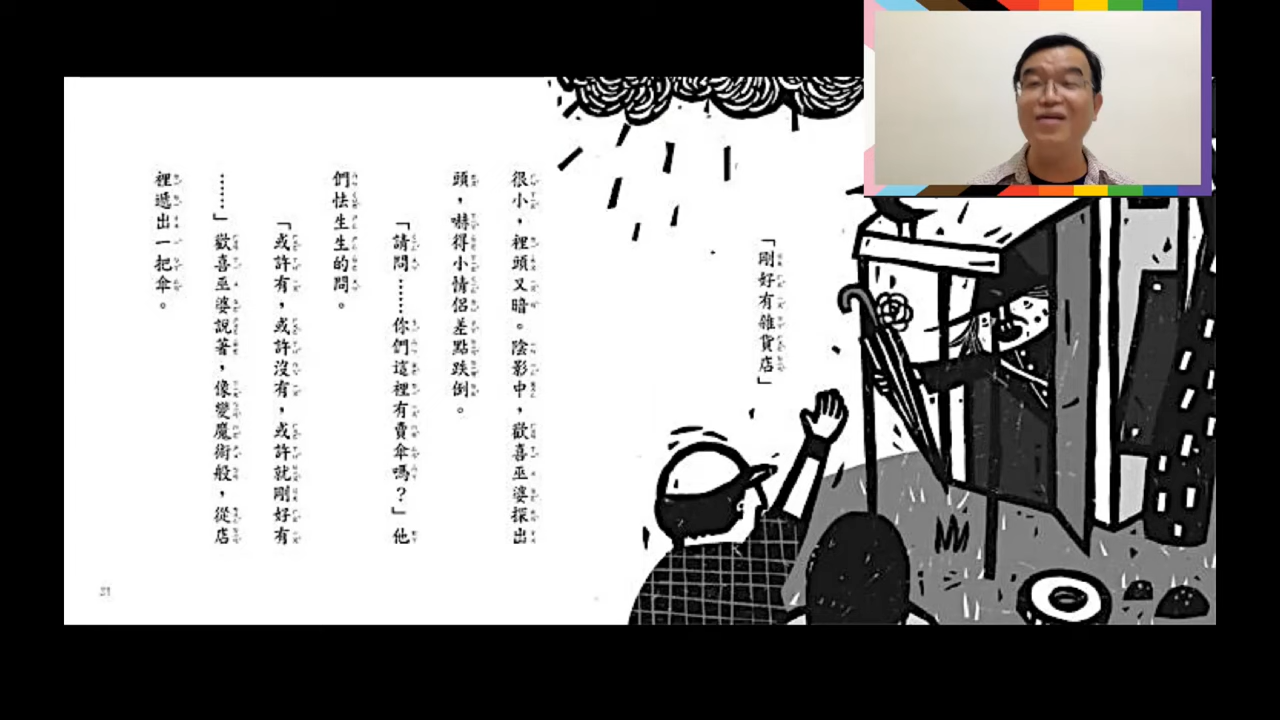 「剛好有雜貨店」
很小，裡頭又暗。陰影中，歡喜巫婆探出
頭，嚇得小情侶差點跌倒。
「請問……你們這裡有賣傘嗎？」他
們怯生生的問。
「或許有，或許沒有，或許就剛好有
……」歡喜巫婆說著，像變魔術般，從店
裡遞出一把傘。